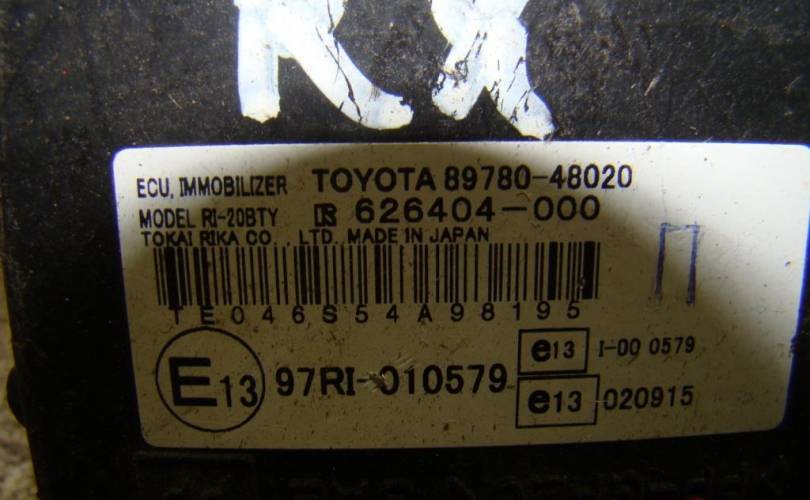 RX
ECU, IMMOBILIZER TOYOTA 89780-48020
MODEL RI-20BTY 626404-000
TOKAI RIKA CO., LTD. MADE IN JAPAN
TE046S54A98195
E13 97RI-010579 e13 I-00 0579
e13 020915
П